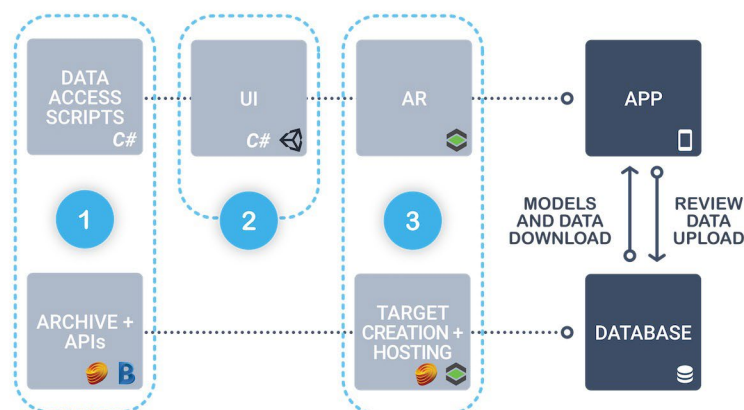 DATA
ACCESS
SCRIPTS
C#
UI
C#
AR
APP
1
2
3
MODELS
AND DATA
DOWNLOAD
REVIEW
DATA
UPLOAD
ARCHIVE +
APIs
B
TARGET
CREATION +
HOSTING
DATABASE